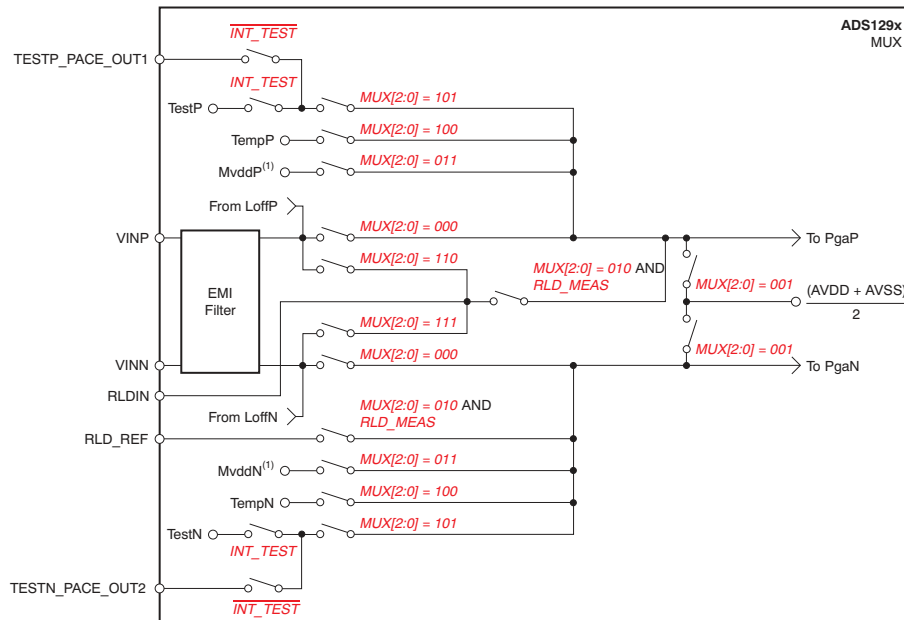 ADS129x
MUX
INT_TEST
TESTP_PACE_OUT1
INT_TEST
TestP
MUX[2:0] = 101
TempP
MUX[2:0] = 100
MvddP(1)
MUX[2:0] = 011
From LoffP
VINP
MUX[2:0] = 000
To PgaP
MUX[2:0] = 110
MUX[2:0] = 010 AND
RLD_MEAS
MUX[2:0] = 001
(AVDD + AVSS)
2
EMI
Filter
MUX[2:0] = 111
MUX[2:0] = 001
VINN
MUX[2:0] = 000
To PgaN
RLDIN
From LoffN
MUX[2:0] = 010 AND
RLD_MEAS
RLD_REF
MvddN(1)
MUX[2:0] = 011
TempN
MUX[2:0] = 100
TestN
MUX[2:0] = 101
INT_TEST
TESTN_PACE_OUT2
INT_TEST